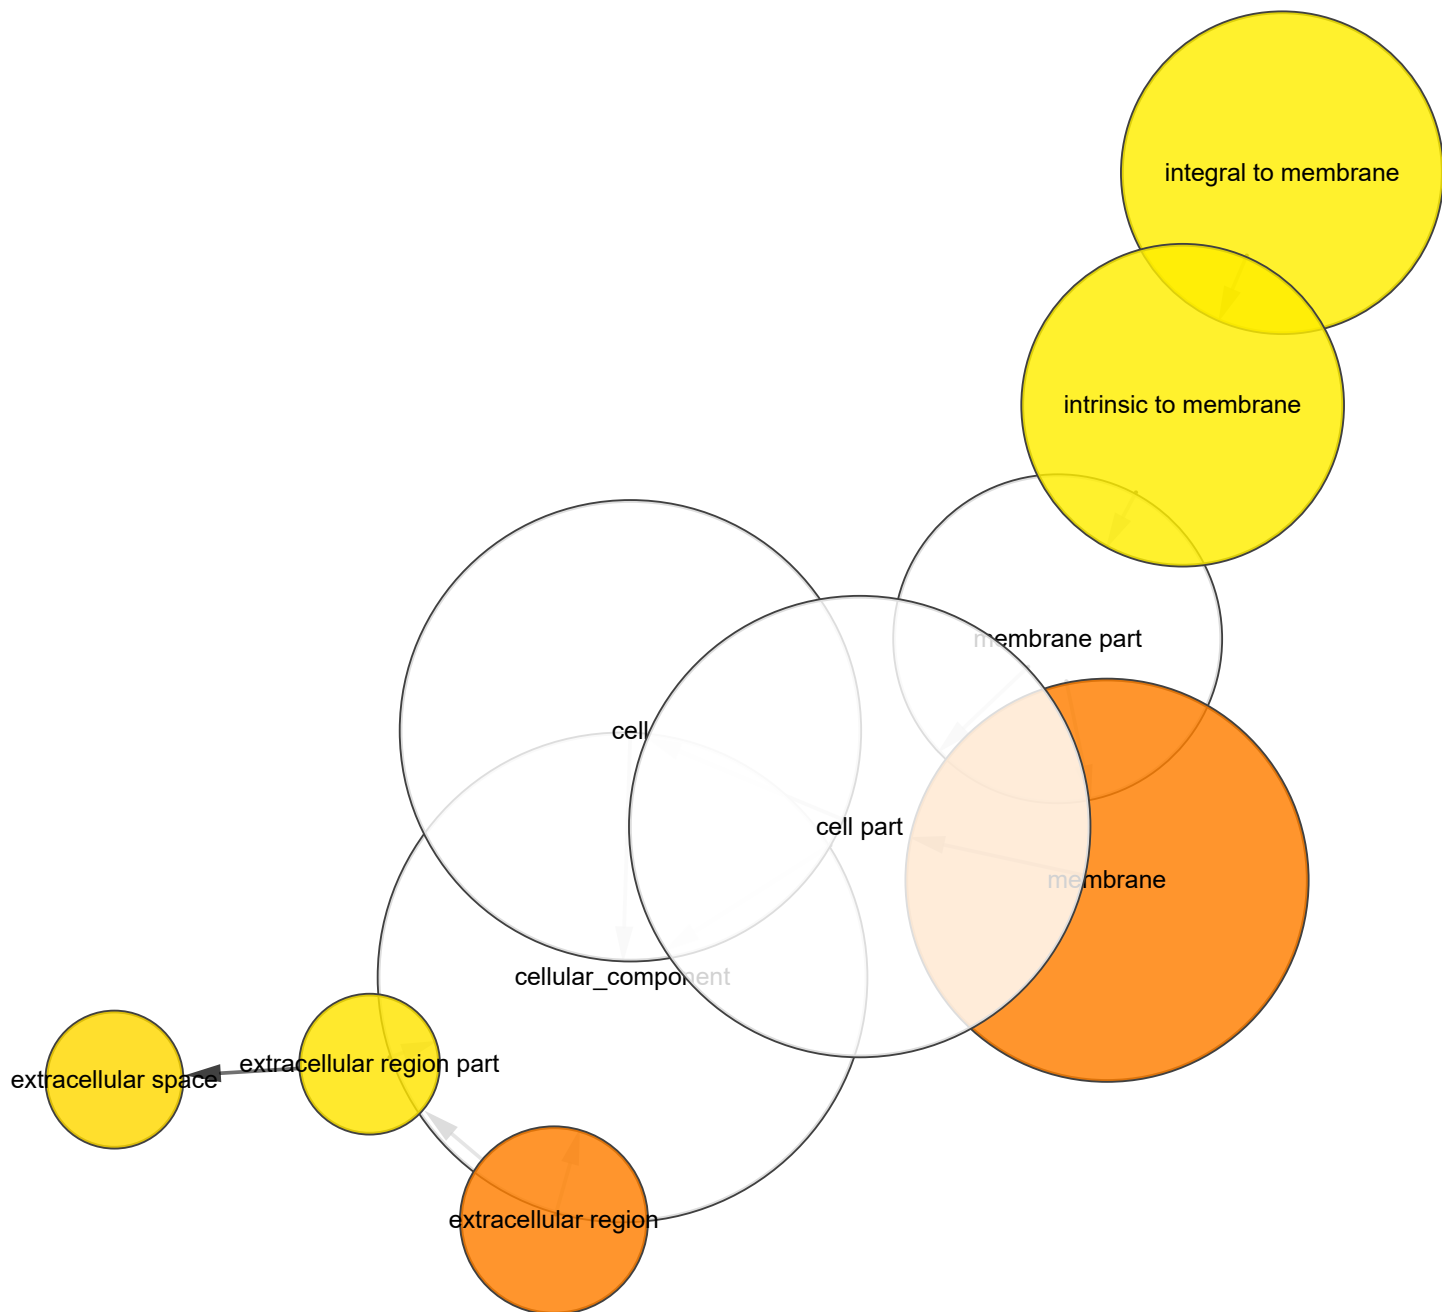 integral to membrane
intrinsic to membrane
membrane part
cell
cell part
membrane
cellular_component
extracellular region part
extracellular space
extracellular region